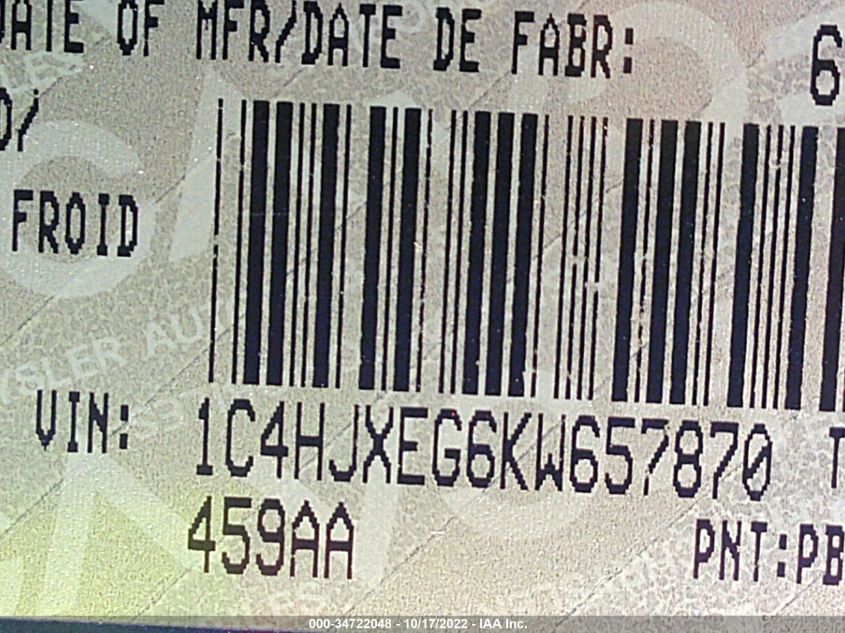 DATE OF MFR/DATE DE FABR: 6
D/
FROID
VIN: 1C4HJXEG6KW657870 T
459AA PNT:PB
000-34722048 - 10/17/2022 - IAA Inc.